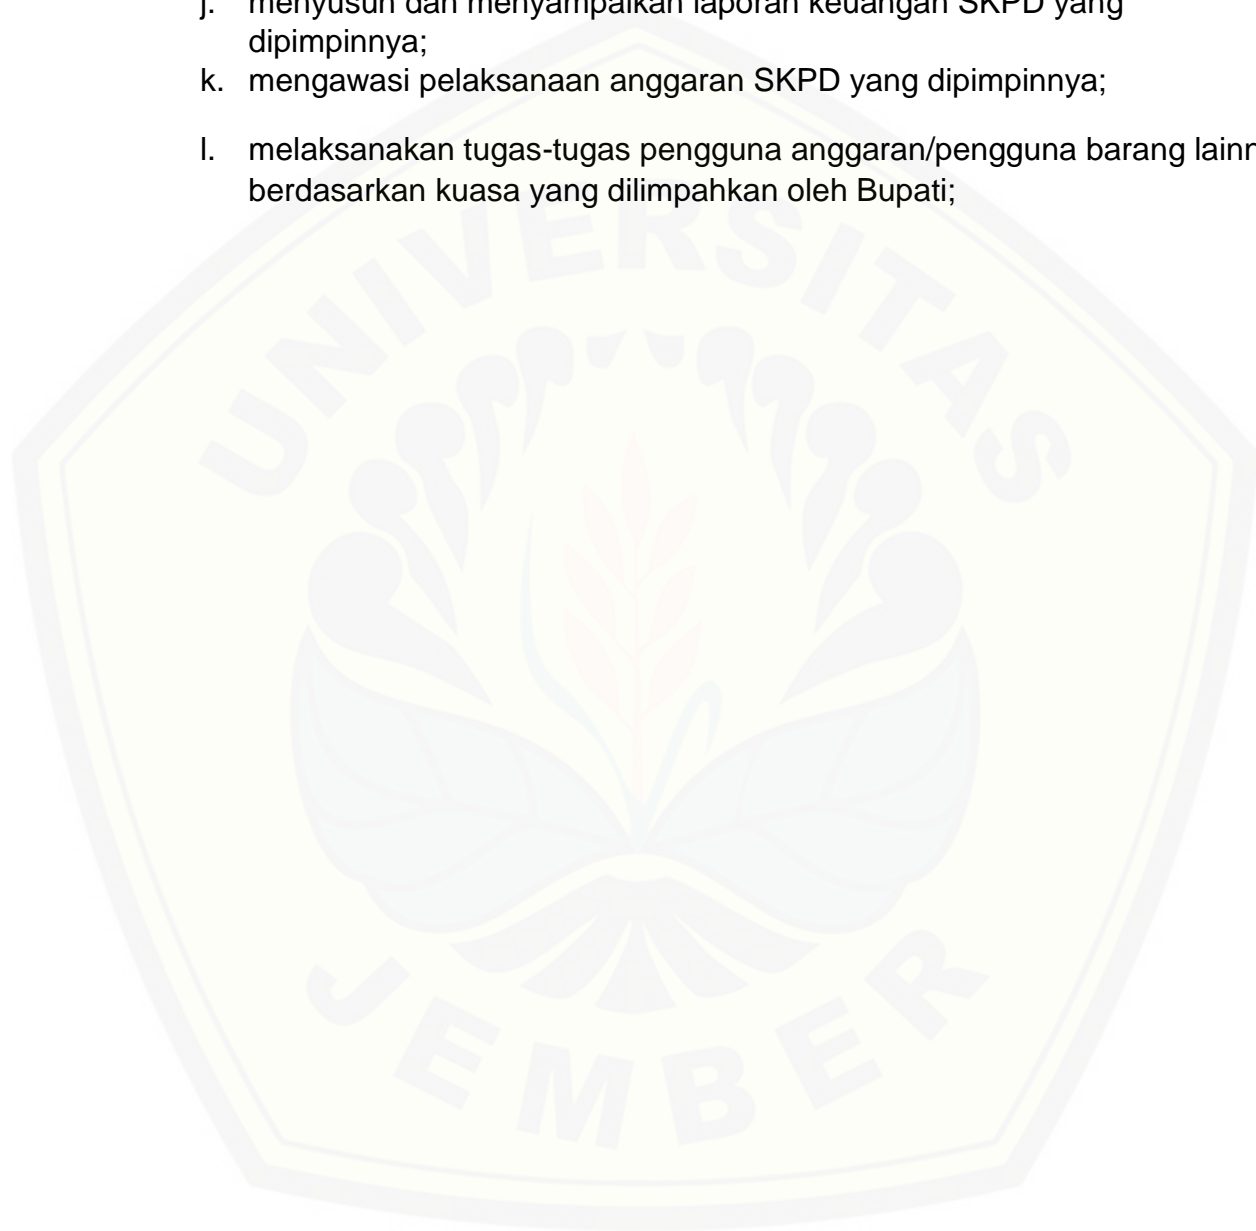 j. menyusun dan menyampaikan laporan keuangan SKPD yang
dipimpinnya;
k. mengawasi pelaksanaan anggaran SKPD yang dipimpinnya;
l. melaksanakan tugas-tugas pengguna anggaran/pengguna barang
berdasarkan kuasa yang dilimpahkan oleh Bupati;
UNIVERSITAS
JEMBER